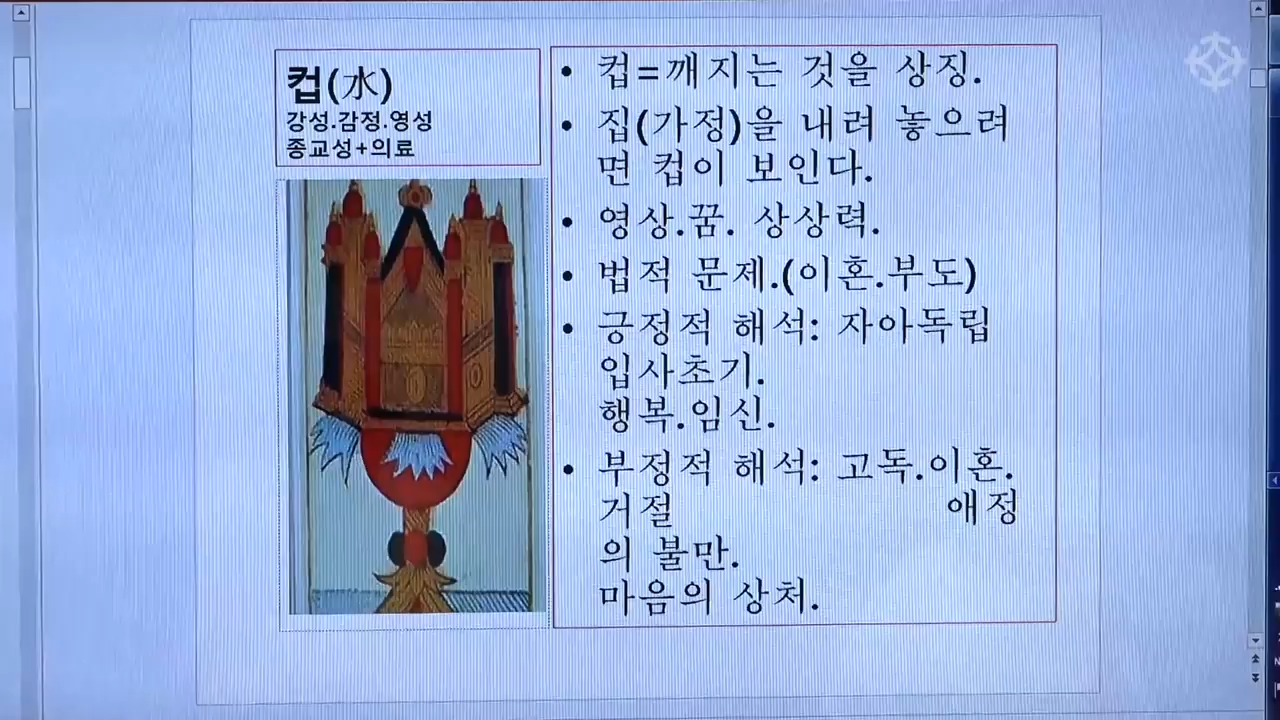 컵(水)
강성.감정.영성
종교성+의료
• 컵=깨지는 것을 상징.
• 집(가정)을 내려 놓으려
면 컵이 보인다.
• 영상.꿈. 상상력.
• 법적 문제.(이혼.부도)
• 긍정적 해석: 자아독립
입사초기.
행복.임신.
• 부정적 해석: 고독.이혼.
거절 애정
의 불만.
마음의 상처.